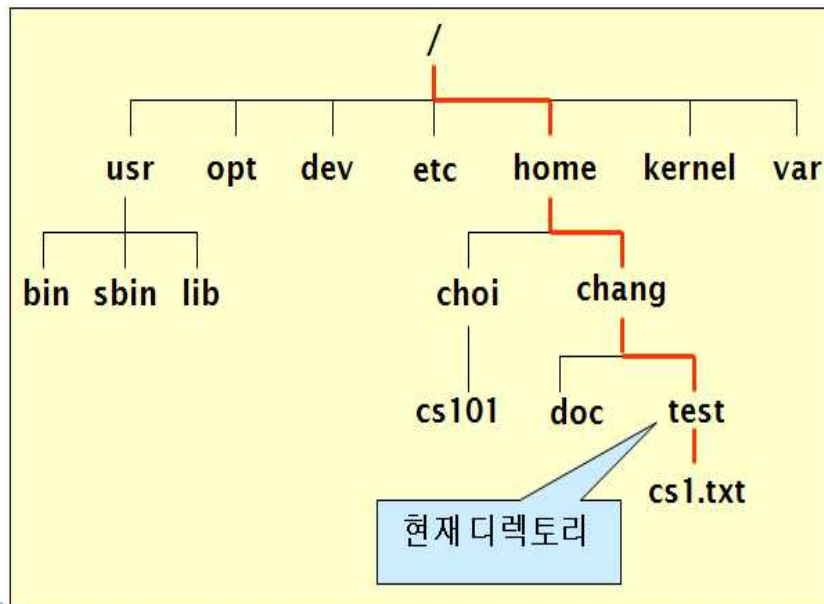 /
usr opt dev etc home kernel var
bin sbin lib choi chang
cs101 doc test
cs1.txt
현재 디렉토리